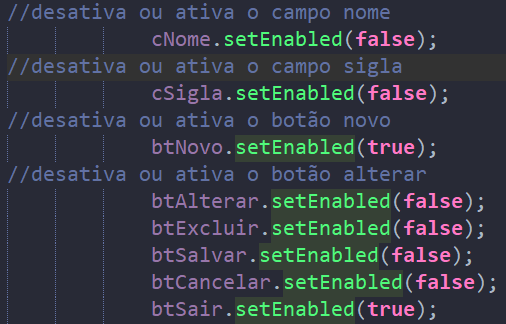 //desativa ou ativa o campo nome
cNome.setEnabled(false);
//desativa ou ativa o campo sigla
cSigla.setEnabled(false);
//desativa ou ativa o botão novo
btNovo.setEnabled(true);
//desativa ou ativa o botão alterar
btAlterar.setEnabled(false);
btExcluir.setEnabled(false);
btSalvar.setEnabled(false);
btCancelar.setEnabled(false);
btSair.setEnabled(true);